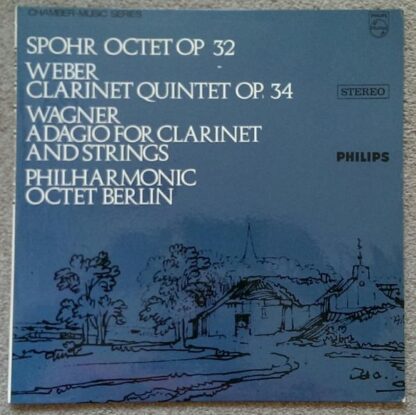 CHAMBER-MUSIC SERIES
PHILIPS
SPOHR OCTET OP 32
WEBER
CLARINET QUINTET OP. 34
STEREO
WAGNER
ADAGIO FOR CLARINET
AND STRINGS
PHILIPS
PHILHARMONIC
OCTET BERLIN